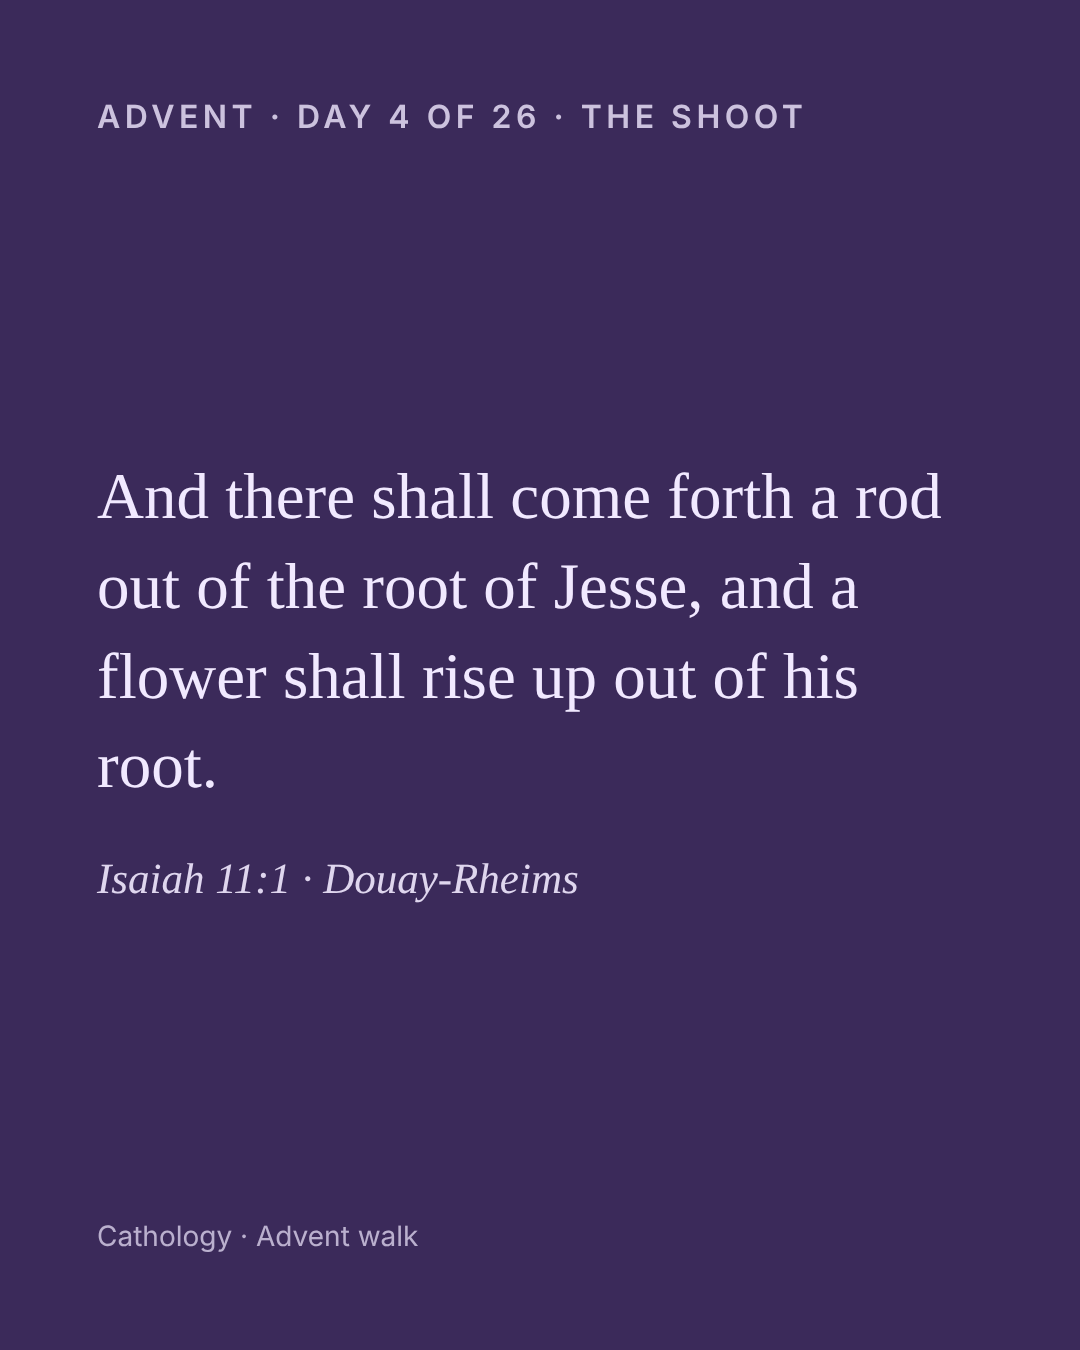 ADVENT · DAY 4 OF 26 · THE SHOOT
And there shall come forth a rod
out of the root of Jesse, and a
flower shall rise up out of his
root.
Isaiah 11:1 · Douay-Rheims
Cathology · Advent walk